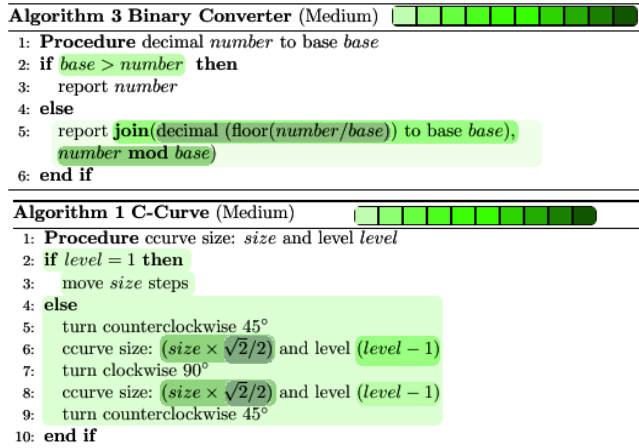 Algorithm 3 Binary Converter (Medium)
1: Procedure decimal number to base base
2: if base > number then
3: report number
4: else
5: report join(decimal (floor(number/base)) to base base),
number mod base)
6: end if
Algorithm 1 C-Curve (Medium)
1: Procedure ccurve size: size and level level
2: if level = 1 then
3: move size steps
4: else
5: turn counterclockwise 45°
6: ccurve size: (size × √2/2) and level (level − 1)
7: turn clockwise 90°
8: ccurve size: (size × √2/2) and level (level − 1)
9: turn counterclockwise 45°
10: end if